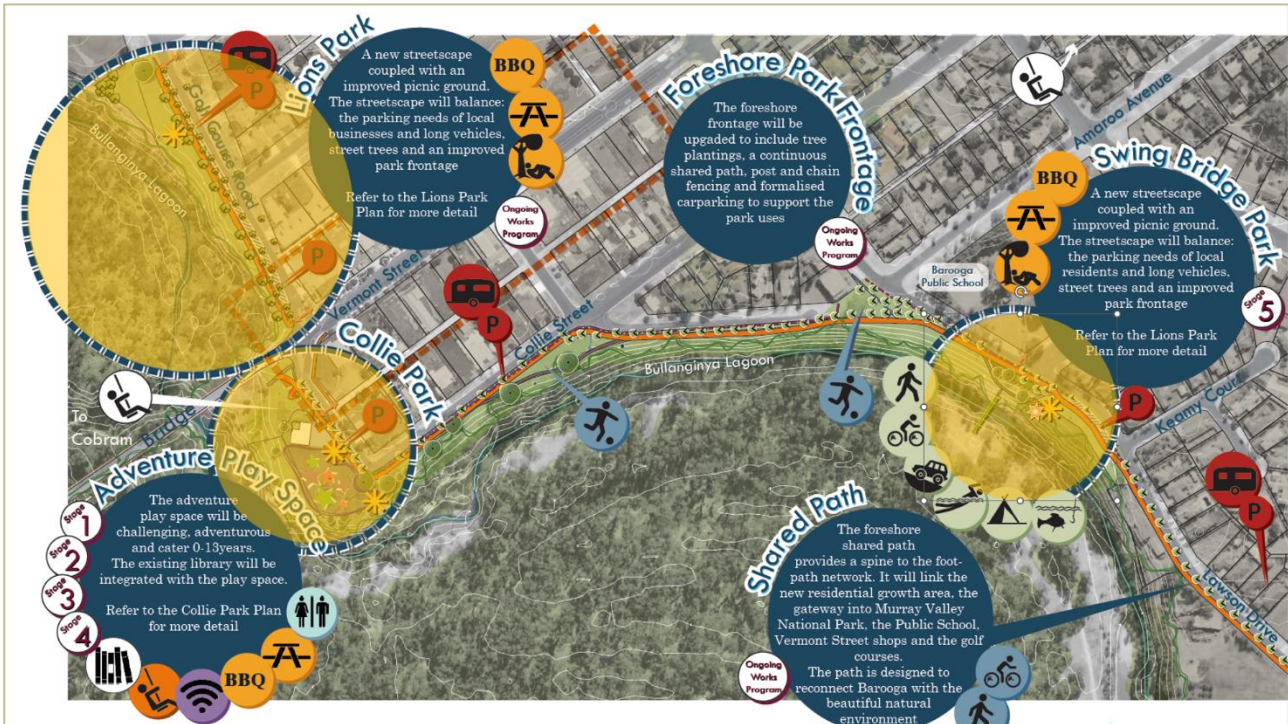 Lions Park
A new streetscape
coupled with an
improved picnic ground.
The streetscape will balance:
the parking needs of local
businesses and long vehicles,
street trees and an improved
park frontage
Refer to the Lions Park
Plan for more detail
BBQ
Ongoing
Works
Program
P
Golf Course Road
Bullanginya Lagoon
P
Vermont Street
Foreshore Park Frontage
The foreshore
frontage will be
upgaded to include tree
plantings, a continuous
shared path, post and chain
fencing and formalised
carparking to support the
park uses
Ongoing
Works
Program
Amaroo Avenue
Swing Bridge Park
BBQ
A new streetscape
coupled with an
improved picnic ground.
The streetscape will balance:
the parking needs of local
residents and long vehicles,
street trees and an improved
park frontage
Refer to the Lions Park
Plan for more detail
Stage
5
Barooga
Public School
Collie Park
P
Collie Street
P
Bullanginya Lagoon
To
Cobram
Bridge
P
Keamy Court
P
Lawson Drive
Adventure Play Space
The adventure
play space will be
challenging, adventurous
and cater 0-13years.
The existing library will be
integrated with the play space.
Refer to the Collie Park Plan
for more detail
Stage
1
Stage
2
Stage
3
Stage
4
BBQ
Shared Path
The foreshore
shared path
provides a spine to the foot-
path network. It will link the
new residential growth area, the
gateway into Murray Valley
National Park, the Public School,
Vermont Street shops and the golf
courses.
The path is designed to
reconnect Barooga with the
beautiful natural
environment
Ongoing
Works
Program